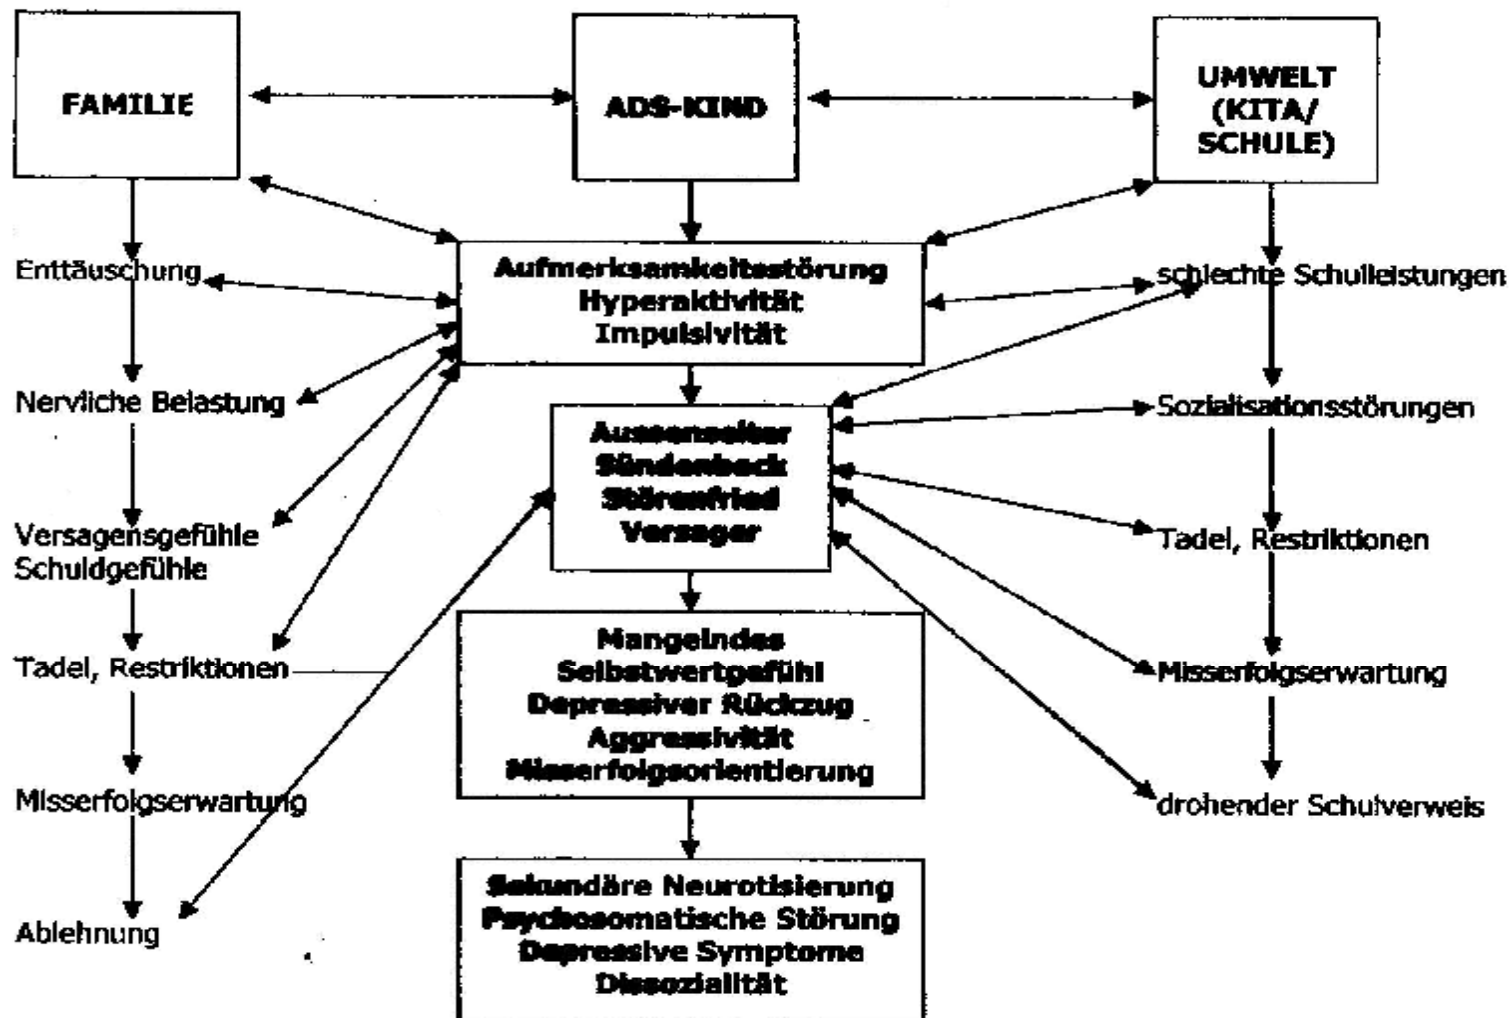 FAMILIE
ADS-KIND
UMWELT
(KITA/
SCHULE)
Enttäuschung
Nervliche Belastung
Versagensgefühle
Schuldgefühle
Tadel, Restriktionen
Misserfolgserwartung
Ablehnung
Aufmerksamkeitsstörung
Hyperaktivität
Impulsivität
Aussenseiter
Sündenbock
Störenfried
Versager
Mangelndes
Selbstwertgefühl
Depressiver Rückzug
Aggressivität
Misserfolgsorientierung
Sekundäre Neurotisierung
Psychosomatische Störung
Depressive Symptome
Dissozialität
schlechte Schulleistungen
Sozialisationsstörungen
Tadel, Restriktionen
Misserfolgserwartung
drohender Schulverweis